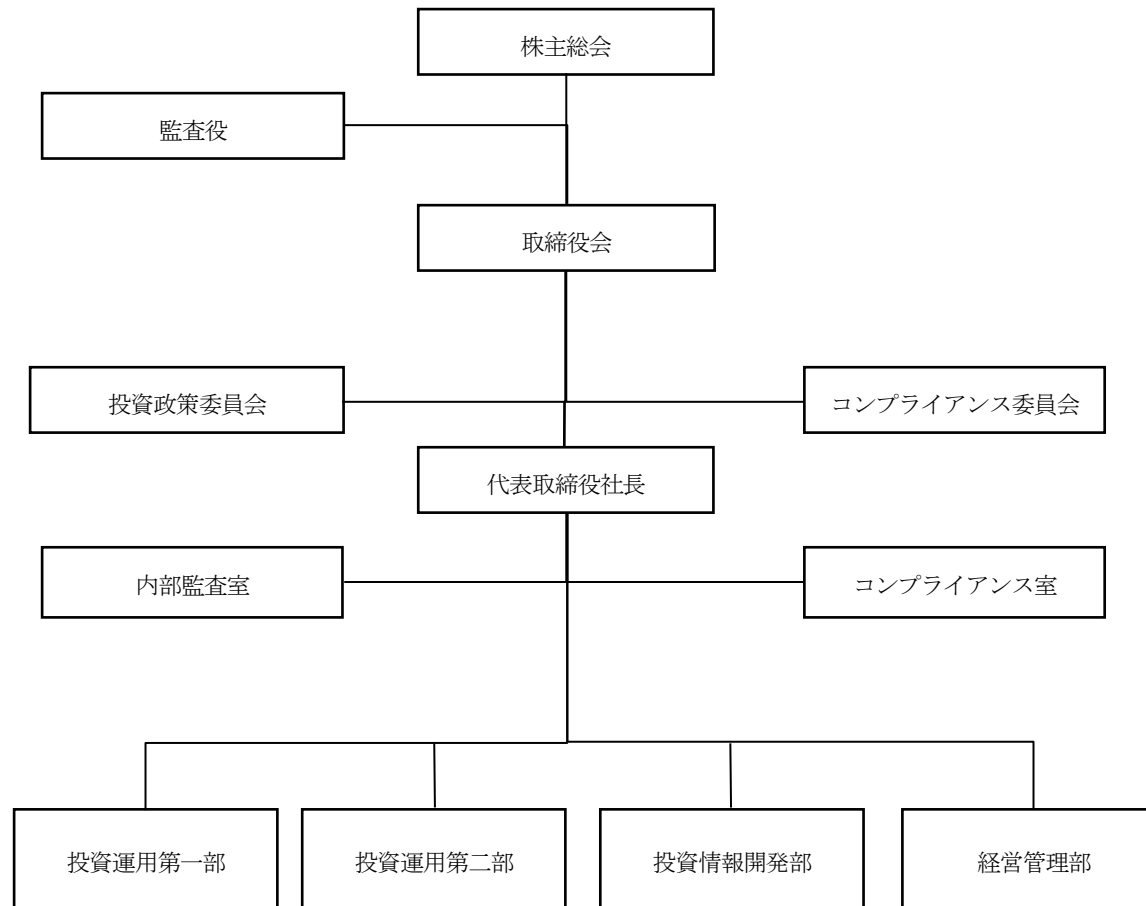 株主総会
監査役
取締役会
投資政策委員会
コンプライアンス委員会
代表取締役社長
内部監査室
コンプライアンス室
投資運用第一部
投資運用第二部
投資情報開発部
経営管理部